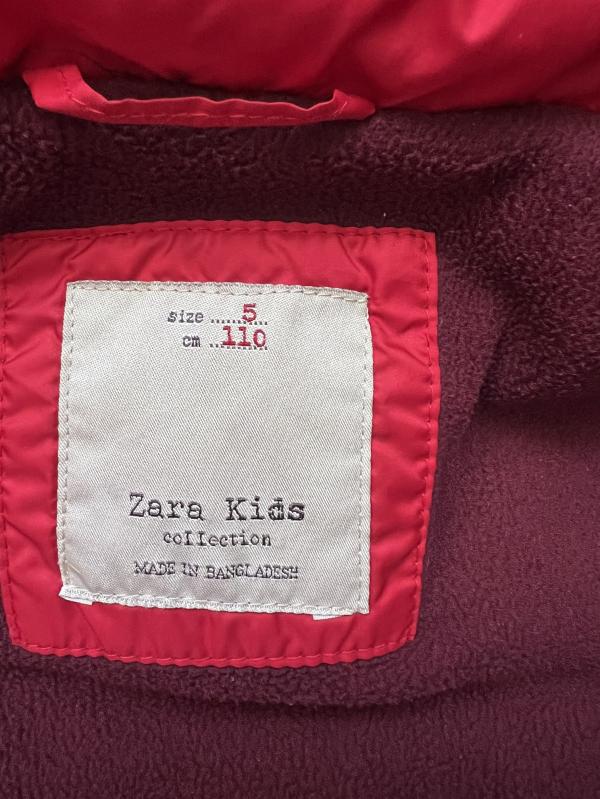 size ......5..
cm ..110
Zara Kids
collection
MADE IN BANGLADESH